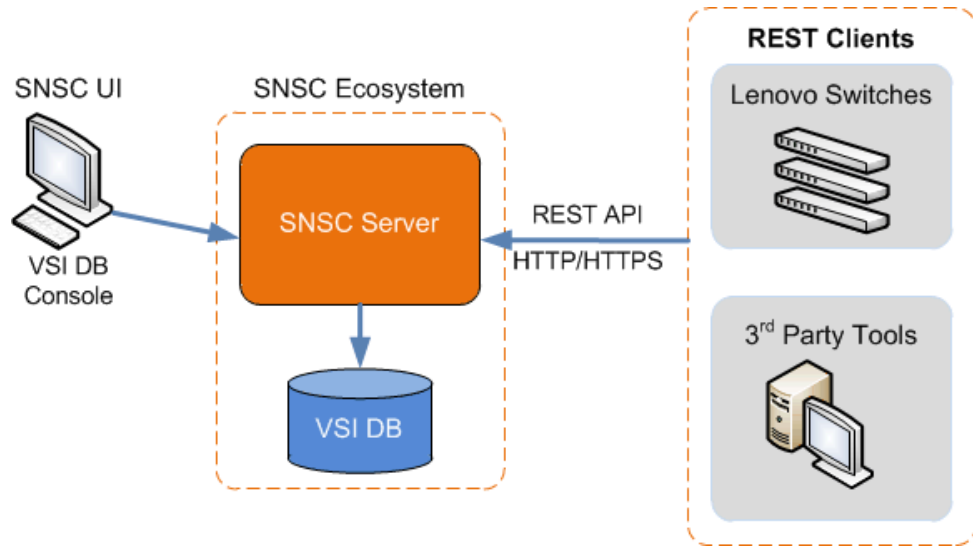 SNSC UI
VSI DB
Console
SNSC Ecosystem
SNSC Server
VSI DB
REST API
HTTP/HTTPS
REST Clients
Lenovo Switches
3rd Party Tools